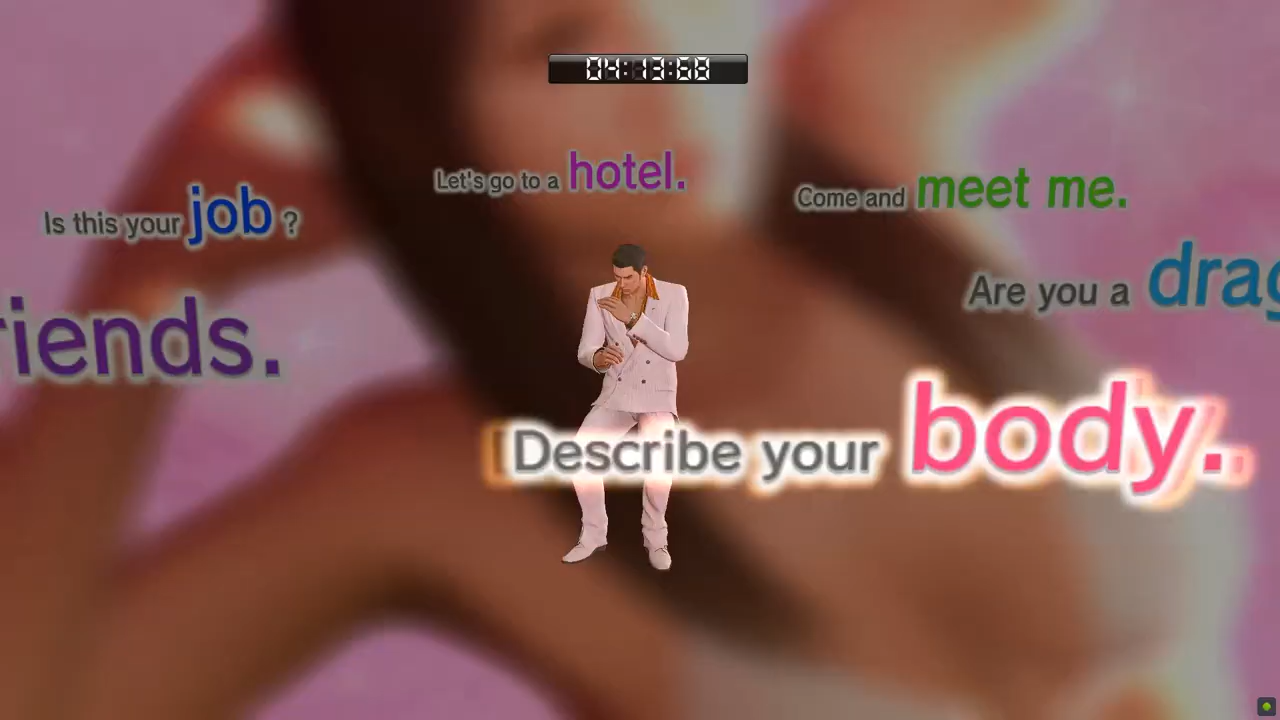 04:13:68
Let's go to a hotel.
Come and meet me.
Is this your job ?
Are you a
Describe your body.